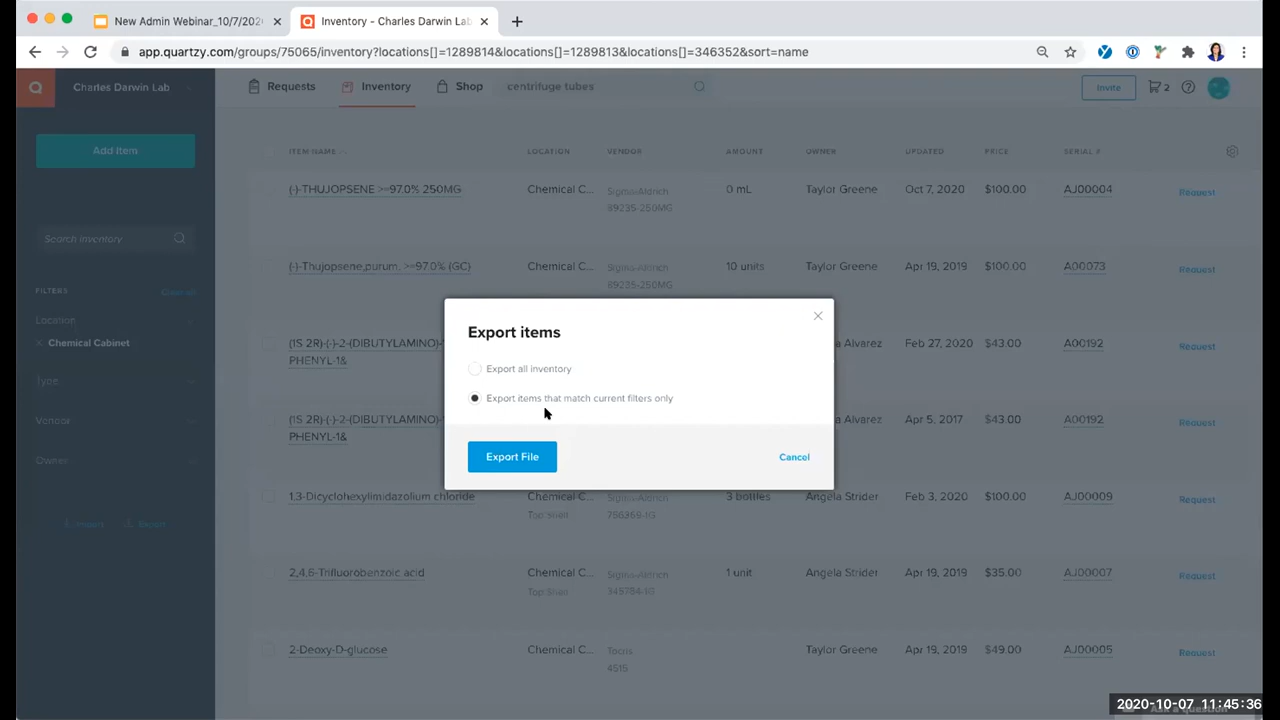 New Admin Webinar_10/7/202
Inventory - Charles Darwin Lab
app.quartzy.com/groups/75065/inventory?locations[]=1289814&locations[]=1289813&locations[]=346352&sort=name
Charles Darwin Lab
Requests
Inventory
Shop
centrifuge tubes
Invite
2
Add Item
Search inventory
FILTERS
Clear all
Location
Chemical Cabinet
Type
Vendor
Owner
Import
Export
ITEM NAME LOCATION VENDOR AMOUNT OWNER UPDATED PRICE SERIAL #
(-)-THUJOPSENE >=97.0% 250MG Chemical C... Sigma-Aldrich 0 mL Taylor Greene Oct 7, 2020 $100.00 AJ00004 Request
89235-250MG
(-)-Thujopsene,purum, >=97.0% (GC) Chemical C... Sigma-Aldrich 10 units Taylor Greene Apr 19, 2019 $100.00 A00073 Request
89235-250MG
(1S 2R)-(-)-2-(DIBUTYLAMINO)- Alvarez Feb 27, 2020 $43.00 A00192 Request
PHENYL-1&
(1S 2R)-(-)-2-(DIBUTYLAMINO)- a Alvarez Apr 5, 2017 $43.00 A00192 Request
PHENYL-1&
1,3-Dicyclohexylimidazolium chloride Chemical C... Sigma-Aldrich 3 bottles Angela Strider Feb 3, 2020 $100.00 AJ00009 Request
Top Shelf
2,4,6-Trifluorobenzoic acid Chemical C... Sigma-Aldrich 1 unit Angela Strider Apr 19, 2019 $35.00 AJ00007 Request
Top Shelf 345784-1G
2-Deoxy-D-glucose Chemical C... Tocris Taylor Greene Apr 19, 2019 $49.00 AJ00005 Request
4515
Export items
Export all inventory
Export items that match current filters only
Export File
Cancel
2020-10-07 11:45:36